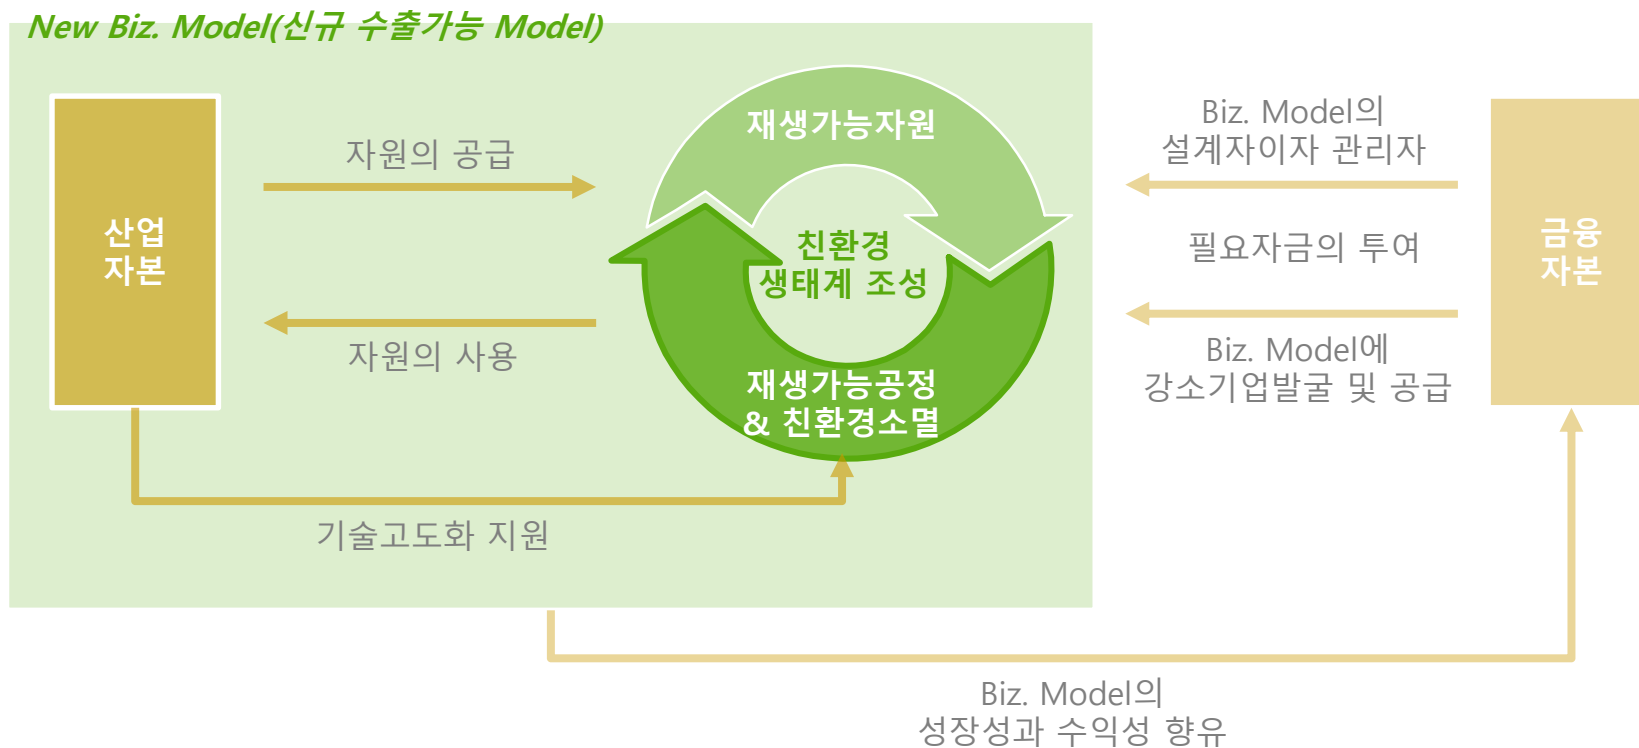 New Biz. Model(신규 수출가능 Model)
산업
자본
자원의 공급
자원의 사용
기술고도화 지원
재생가능자원
친환경
생태계 조성
재생가능공정
& 친환경소멸
Biz. Model의
설계자이자 관리자
필요자금의 투여
Biz. Model에
강소기업발굴 및 공급
금융
자본
Biz. Model의
성장성과 수익성 향유